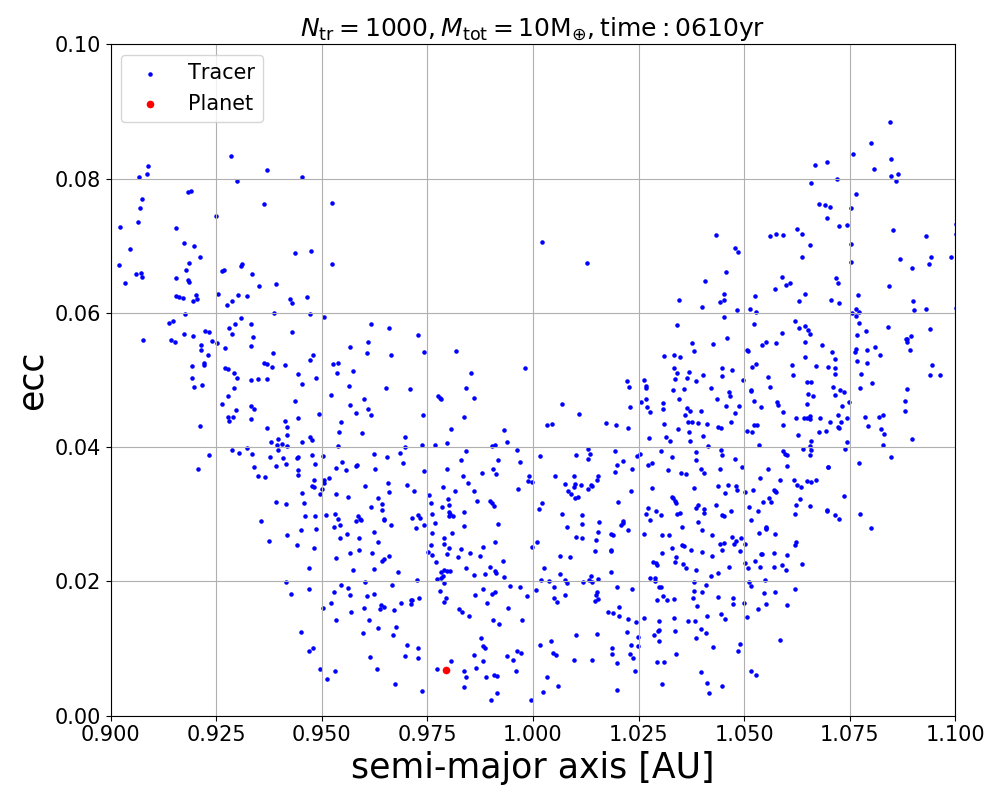 N_tr = 1000, M_tot = 10M_⊕, time : 0610yr
0.10
Tracer
Planet
0.08
0.06
ecc
0.04
0.02
0.00
0.900 0.925 0.950 0.975 1.000 1.025 1.050 1.075 1.100
semi-major axis [AU]